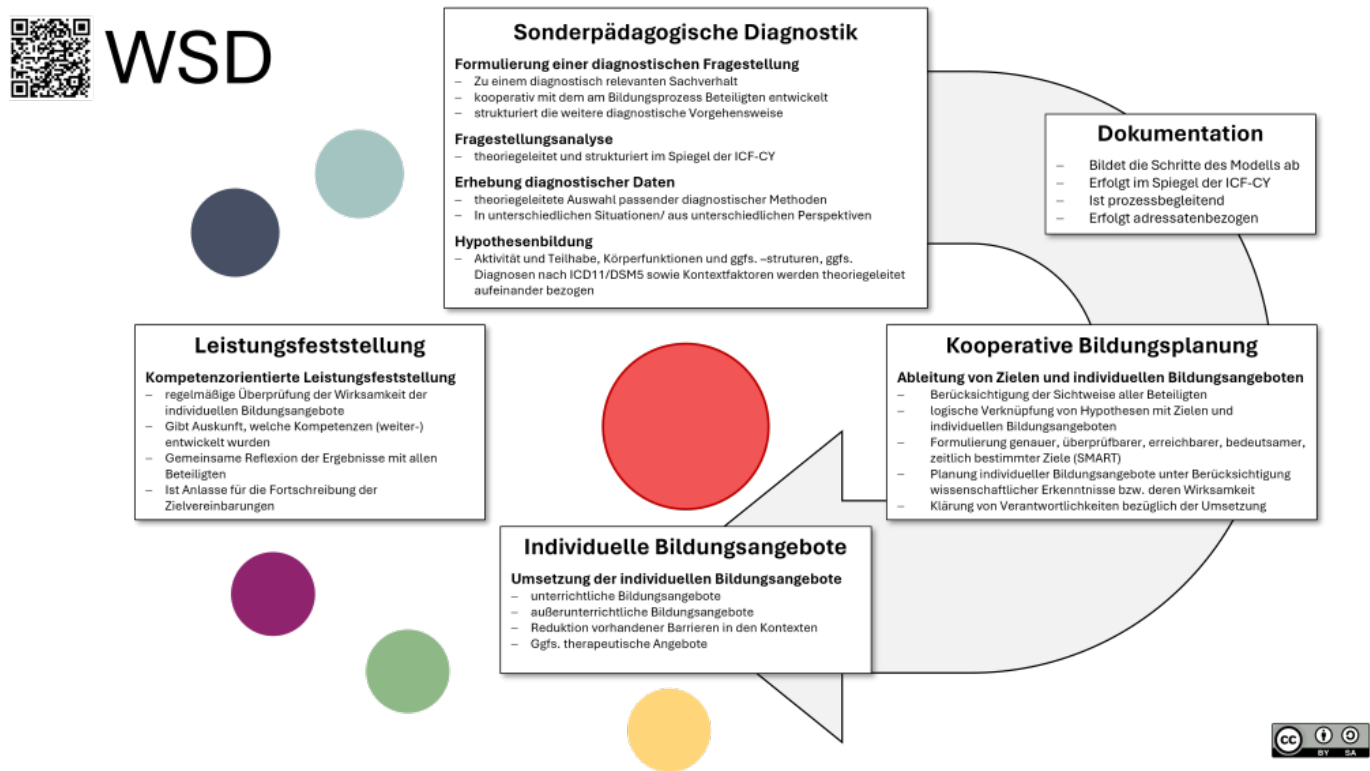 WSD
Sonderpädagogische Diagnostik
Formulierung einer diagnostischen Fragestellung
– Zu einem diagnostisch relevanten Sachverhalt
– kooperativ mit dem am Bildungsprozess Beteiligten entwickelt
– strukturiert die weitere diagnostische Vorgehensweise
Fragestellungsanalyse
– theoriegeleitet und strukturiert im Spiegel der ICF-CY
Erhebung diagnostischer Daten
– theoriegeleitete Auswahl passender diagnostischer Methoden
– In unterschiedlichen Situationen/ aus unterschiedlichen Perspektiven
Hypothesenbildung
– Aktivität und Teilhabe, Körperfunktionen und ggfs. –struturen, ggfs.
Diagnosen nach ICD11/DSM5 sowie Kontextfaktoren werden theoriegeleitet
aufeinander bezogen
Dokumentation
– Bildet die Schritte des Modells ab
– Erfolgt im Spiegel der ICF-CY
– Ist prozessbegleitend
– Erfolgt adressatenbezogen
Leistungsfeststellung
Kompetenzorientierte Leistungsfeststellung
– regelmäßige Überprüfung der Wirksamkeit der
individuellen Bildungsangebote
– Gibt Auskunft, welche Kompetenzen (weiter-)
entwickelt wurden
– Gemeinsame Reflexion der Ergebnisse mit allen
Beteiligten
– Ist Anlasse für die Fortschreibung der
Zielvereinbarungen
Kooperative Bildungsplanung
Ableitung von Zielen und individuellen Bildungsangeboten
– Berücksichtigung der Sichtweise aller Beteiligten
– logische Verknüpfung von Hypothesen mit Zielen und
individuellen Bildungsangeboten
– Formulierung genauer, überprüfbarer, erreichbarer, bedeutsamer,
zeitlich bestimmter Ziele (SMART)
– Planung individueller Bildungsangebote unter Berücksichtigung
wissenschaftlicher Erkenntnisse bzw. deren Wirksamkeit
– Klärung von Verantwortlichkeiten bezüglich der Umsetzung
Individuelle Bildungsangebote
Umsetzung der individuellen Bildungsangebote
– unterrichtliche Bildungsangebote
– außerunterrichtliche Bildungsangebote
– Reduktion vorhandener Barrieren in den Kontexten
– Ggfs. therapeutische Angebote
cc
BY SA